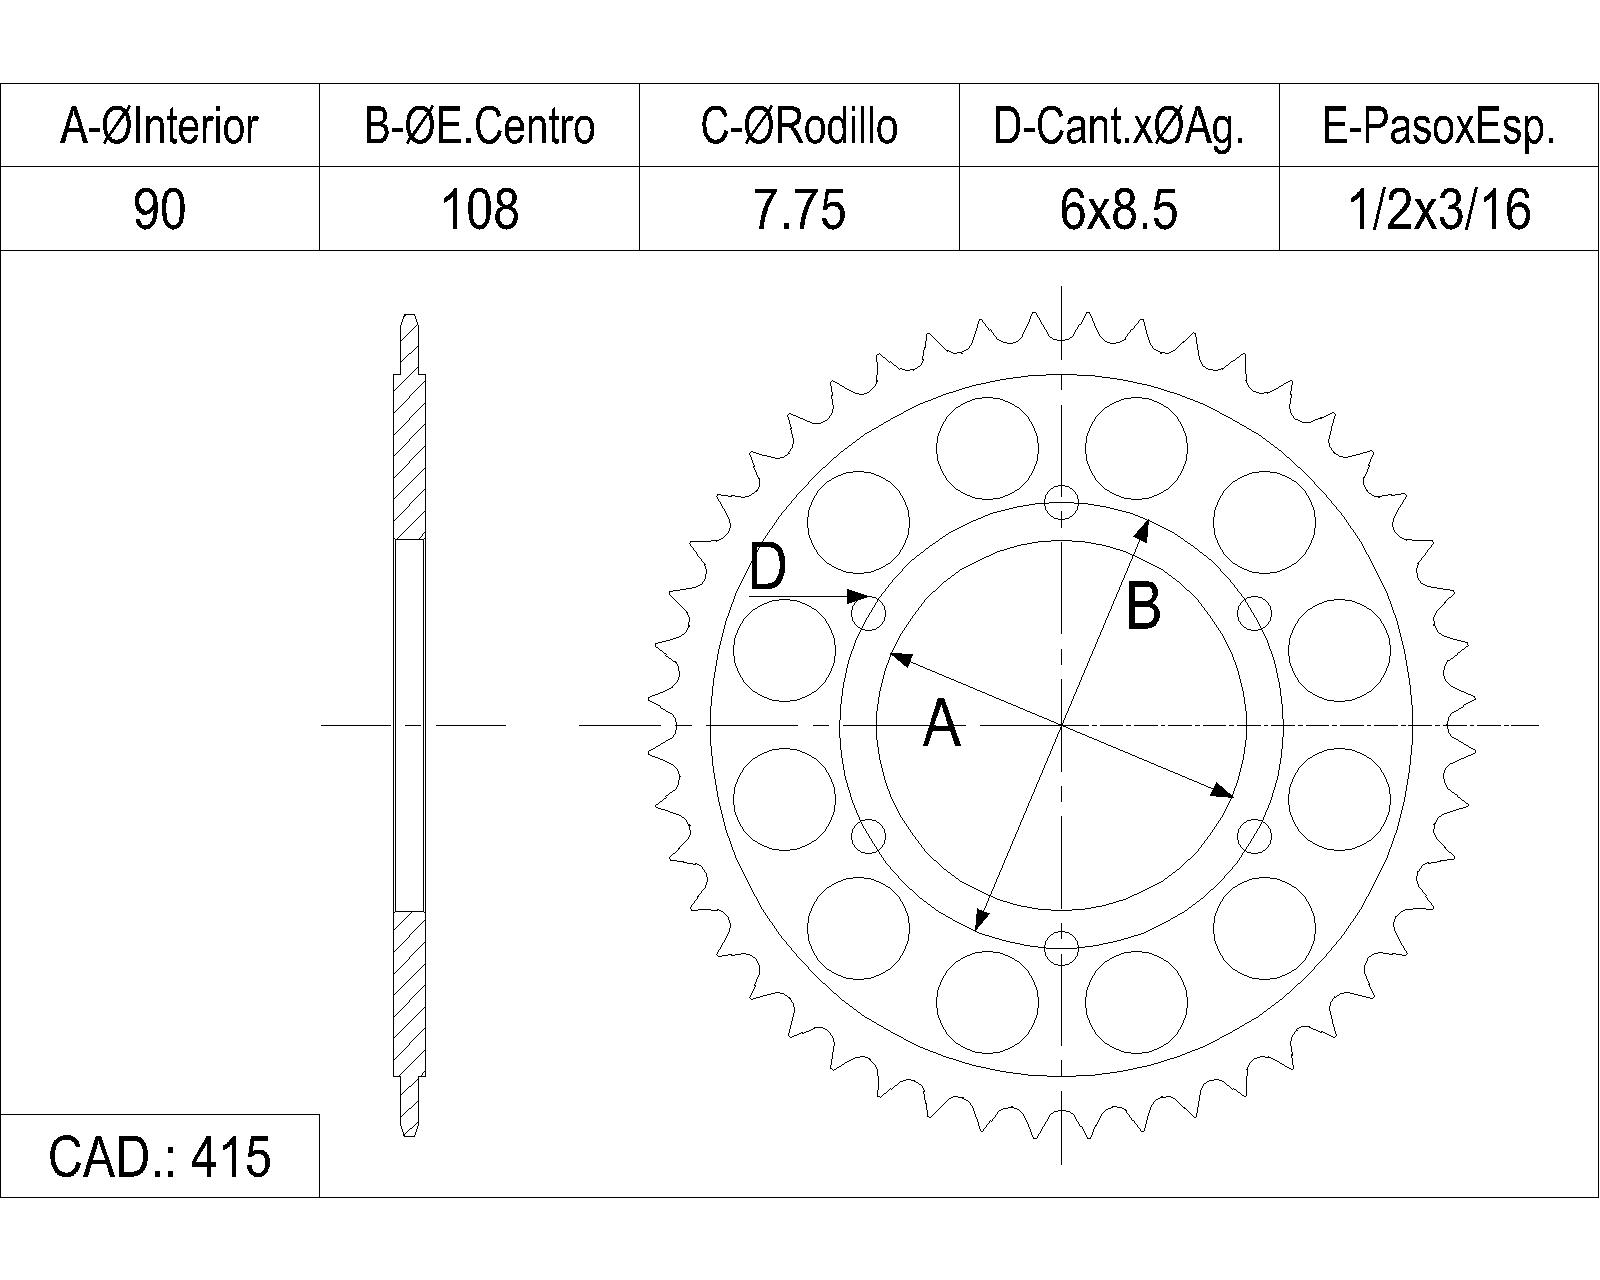 A-ØInterior B-ØE.Centro C-ØRodillo D-Cant.xØAg. E-PasoxEsp.
90 108 7.75 6x8.5 1/2x3/16
D
B
A
CAD.: 415